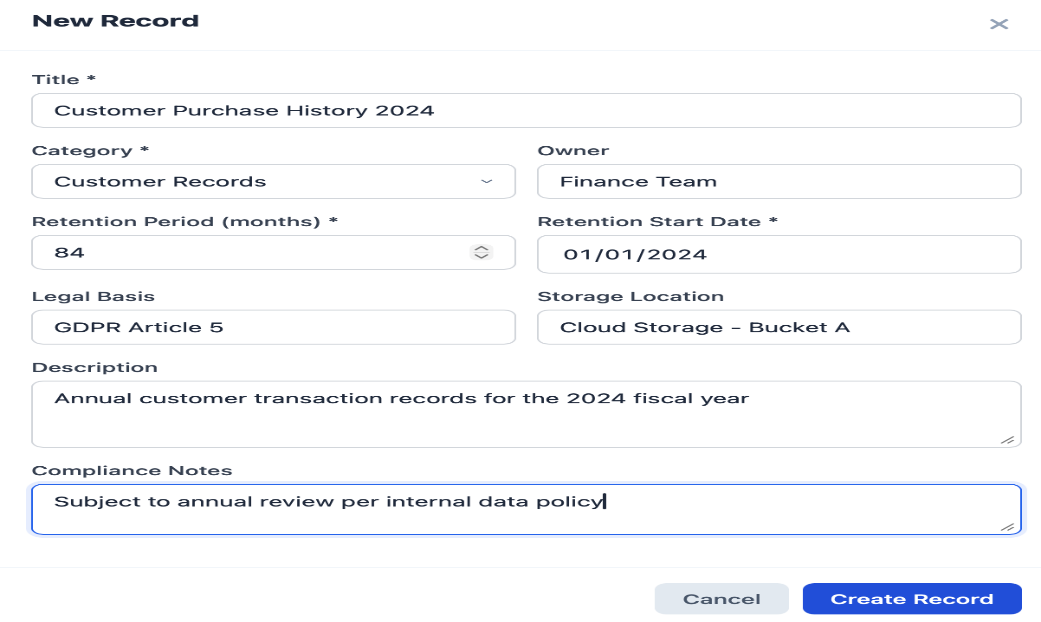 New Record
Title *
Customer Purchase History 2024
Category *
Owner
Customer Records
Finance Team
Retention Period (months) *
Retention Start Date *
84
01/01/2024
Legal Basis
Storage Location
GDPR Article 5
Cloud Storage - Bucket A
Description
Annual customer transaction records for the 2024 fiscal year
Compliance Notes
Subject to annual review per internal data policy
Cancel
Create Record